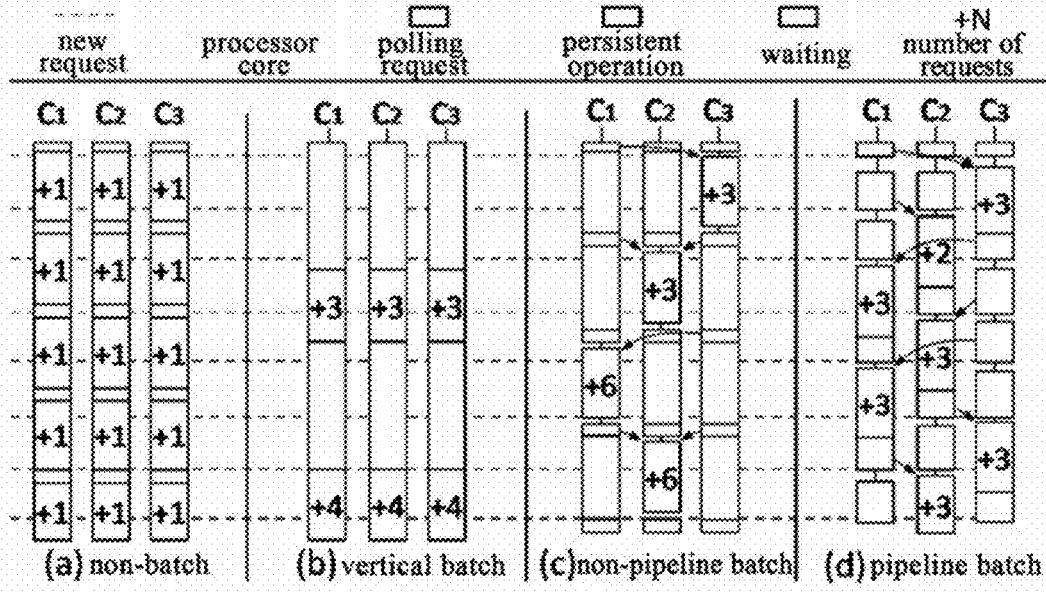 +N
new request
processor core
polling request
persistent operation
waiting
number of requests
C1 C2 C3
C1 C2 C3
C1 C2 C3
C1 C2 C3
+1 +1 +1
+1 +1 +1
+1 +1 +1
+1 +1 +1
+1 +1 +1
+3 +3 +3
+4 +4 +4
+3
+3
+6
+6
+3
+2
+3
+3
+3
+3
+3
(a) non-batch
(b) vertical batch
(c) non-pipeline batch
(d) pipeline batch